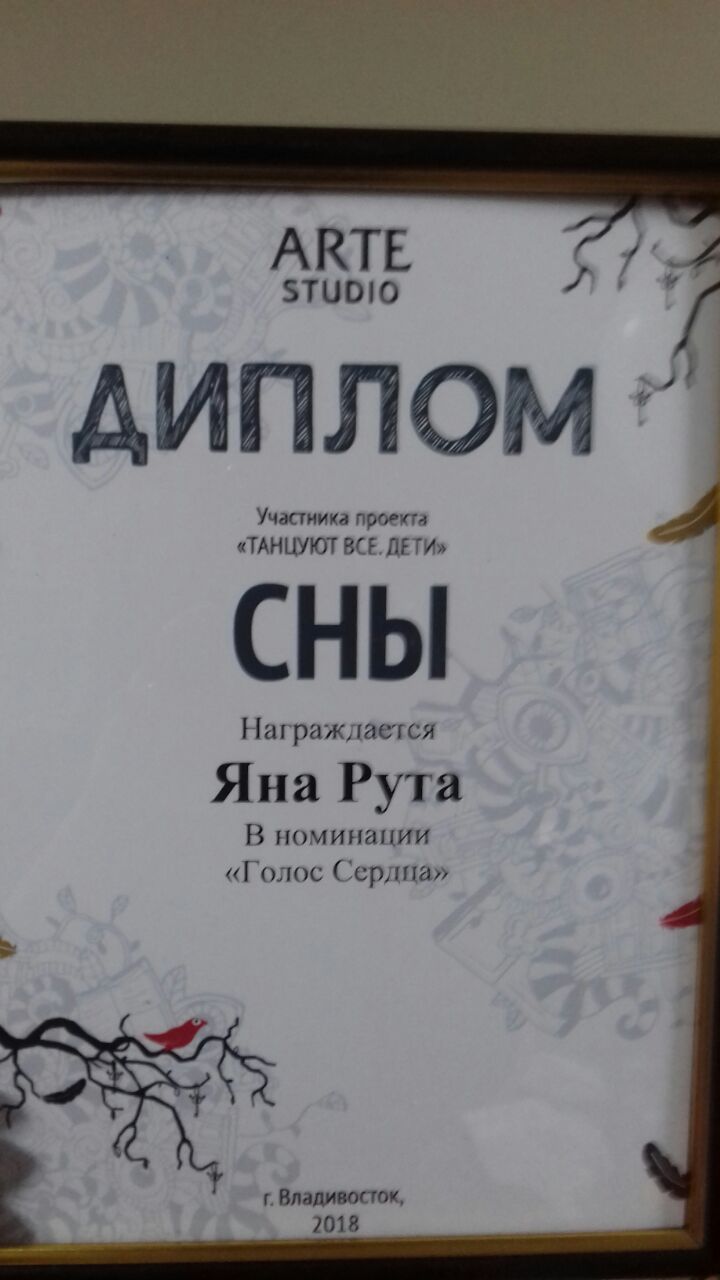 ARTE
STUDIO
ДИПЛОМ
Участника проекта
«ТАНЦУЮТ ВСЕ. ДЕТИ»
СНЫ
Награждается
Яна Рута
В номинации
«Голос Сердца»
г. Владивосток,
2018